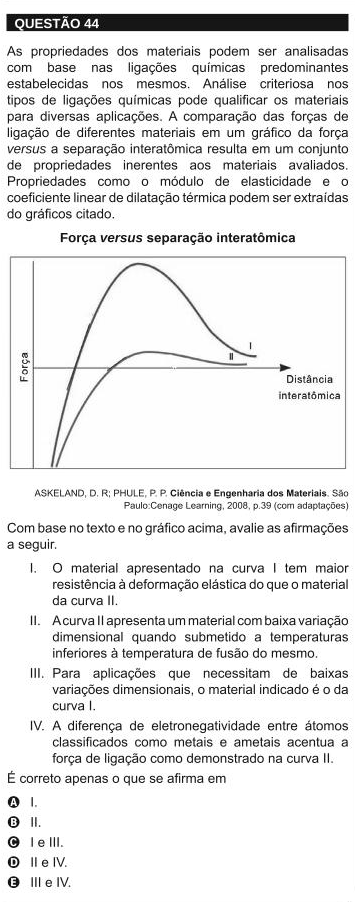 QUESTÃO 44
As propriedades dos materiais podem ser analisadas
com base nas ligações químicas predominantes
estabelecidas nos mesmos. Análise criteriosa nos
tipos de ligações químicas pode qualificar os materiais
para diversas aplicações. A comparação das forças de
ligação de diferentes materiais em um gráfico da força
versus a separação interatômica resulta em um conjunto
de propriedades inerentes aos materiais avaliados.
Propriedades como o módulo de elasticidade e o
coeficiente linear de dilatação térmica podem ser extraídas
do gráficos citado.
Força versus separação interatômica
Força
I
II
Distância
interatômica
ASKELAND, D. R; PHULE, P. P. Ciência e Engenharia dos Materiais. São
Paulo:Cenage Learning, 2008, p.39 (com adaptações)
Com base no texto e no gráfico acima, avalie as afirmações
a seguir.
I. O material apresentado na curva I tem maior
resistência à deformação elástica do que o material
da curva II.
II. A curva II apresenta um material com baixa variação
dimensional quando submetido a temperaturas
inferiores à temperatura de fusão do mesmo.
III. Para aplicações que necessitam de baixas
variações dimensionais, o material indicado é o da
curva I.
IV. A diferença de eletronegatividade entre átomos
classificados como metais e ametais acentua a
força de ligação como demonstrado na curva II.
É correto apenas o que se afirma em
A I.
B II.
C I e III.
D II e IV.
E III e IV.